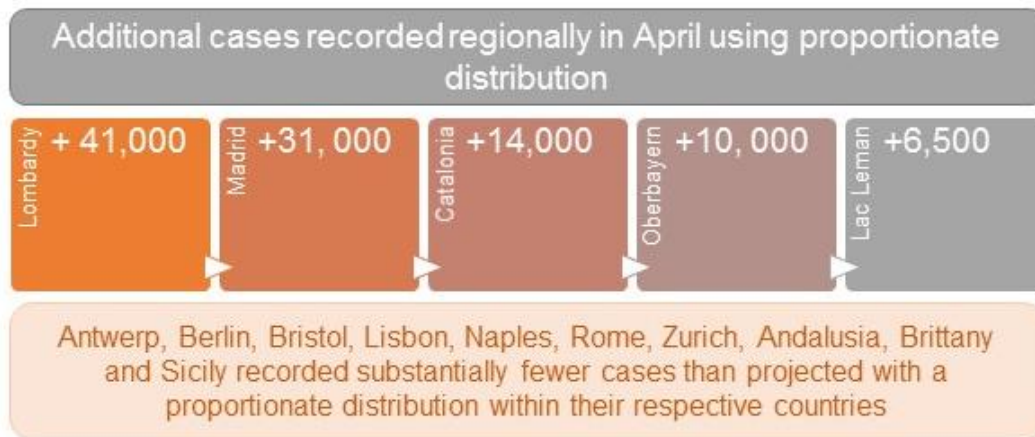 Additional cases recorded regionally in April using proportionate
distribution
Lombardy
+ 41,000
Madrid
+31, 000
Catalonia
+14,000
Oberbayern
+10, 000
Lac Leman
+6,500
Antwerp, Berlin, Bristol, Lisbon, Naples, Rome, Zurich, Andalusia, Brittany
and Sicily recorded substantially fewer cases than projected with a
proportionate distribution within their respective countries